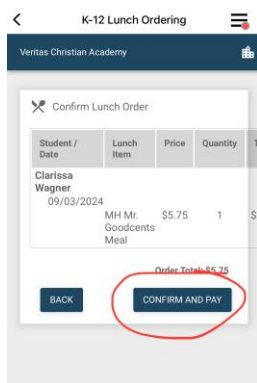 K-12 Lunch Ordering
Veritas Christian Academy
Confirm Lunch Order
Student / Date Lunch Item Price Quantity T
Clarissa Wagner
09/03/2024
MH Mr. Goodcents Meal $5.75 1 $
Order Total: $5.75
BACK CONFIRM AND PAY